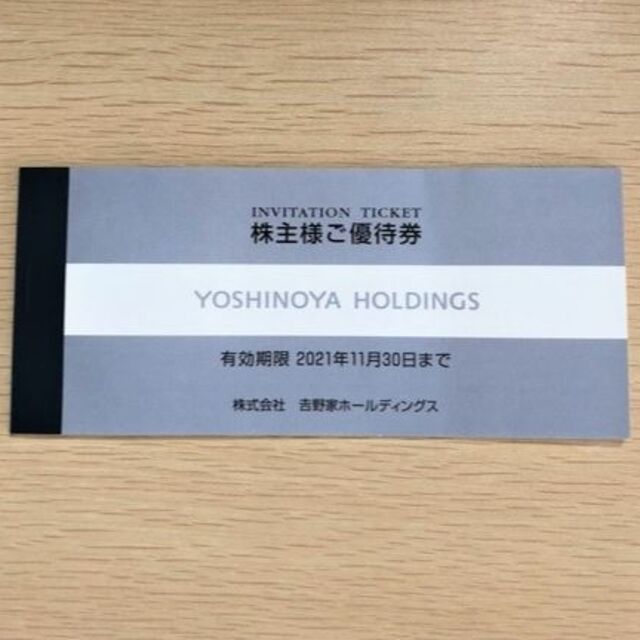 INVITATION TICKET
株主様ご優待券
YOSHINOYA HOLDINGS
有効期限 2021年11月30日まで
株式会社 𠮷野家ホールディングス